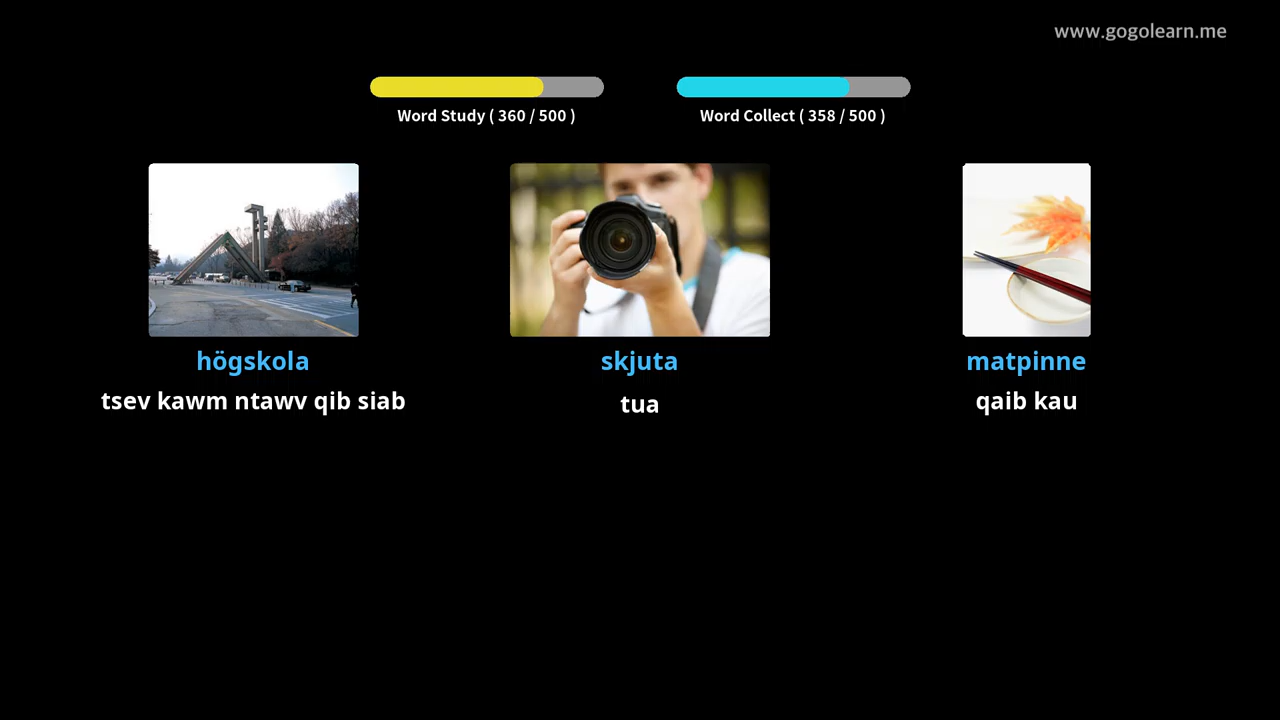 www.gogolearn.me
Word Study ( 360 / 500 )
Word Collect ( 358 / 500 )
högskola
skjuta
matpinne
tsev kawm ntawv qib siab
tua
qaib kau